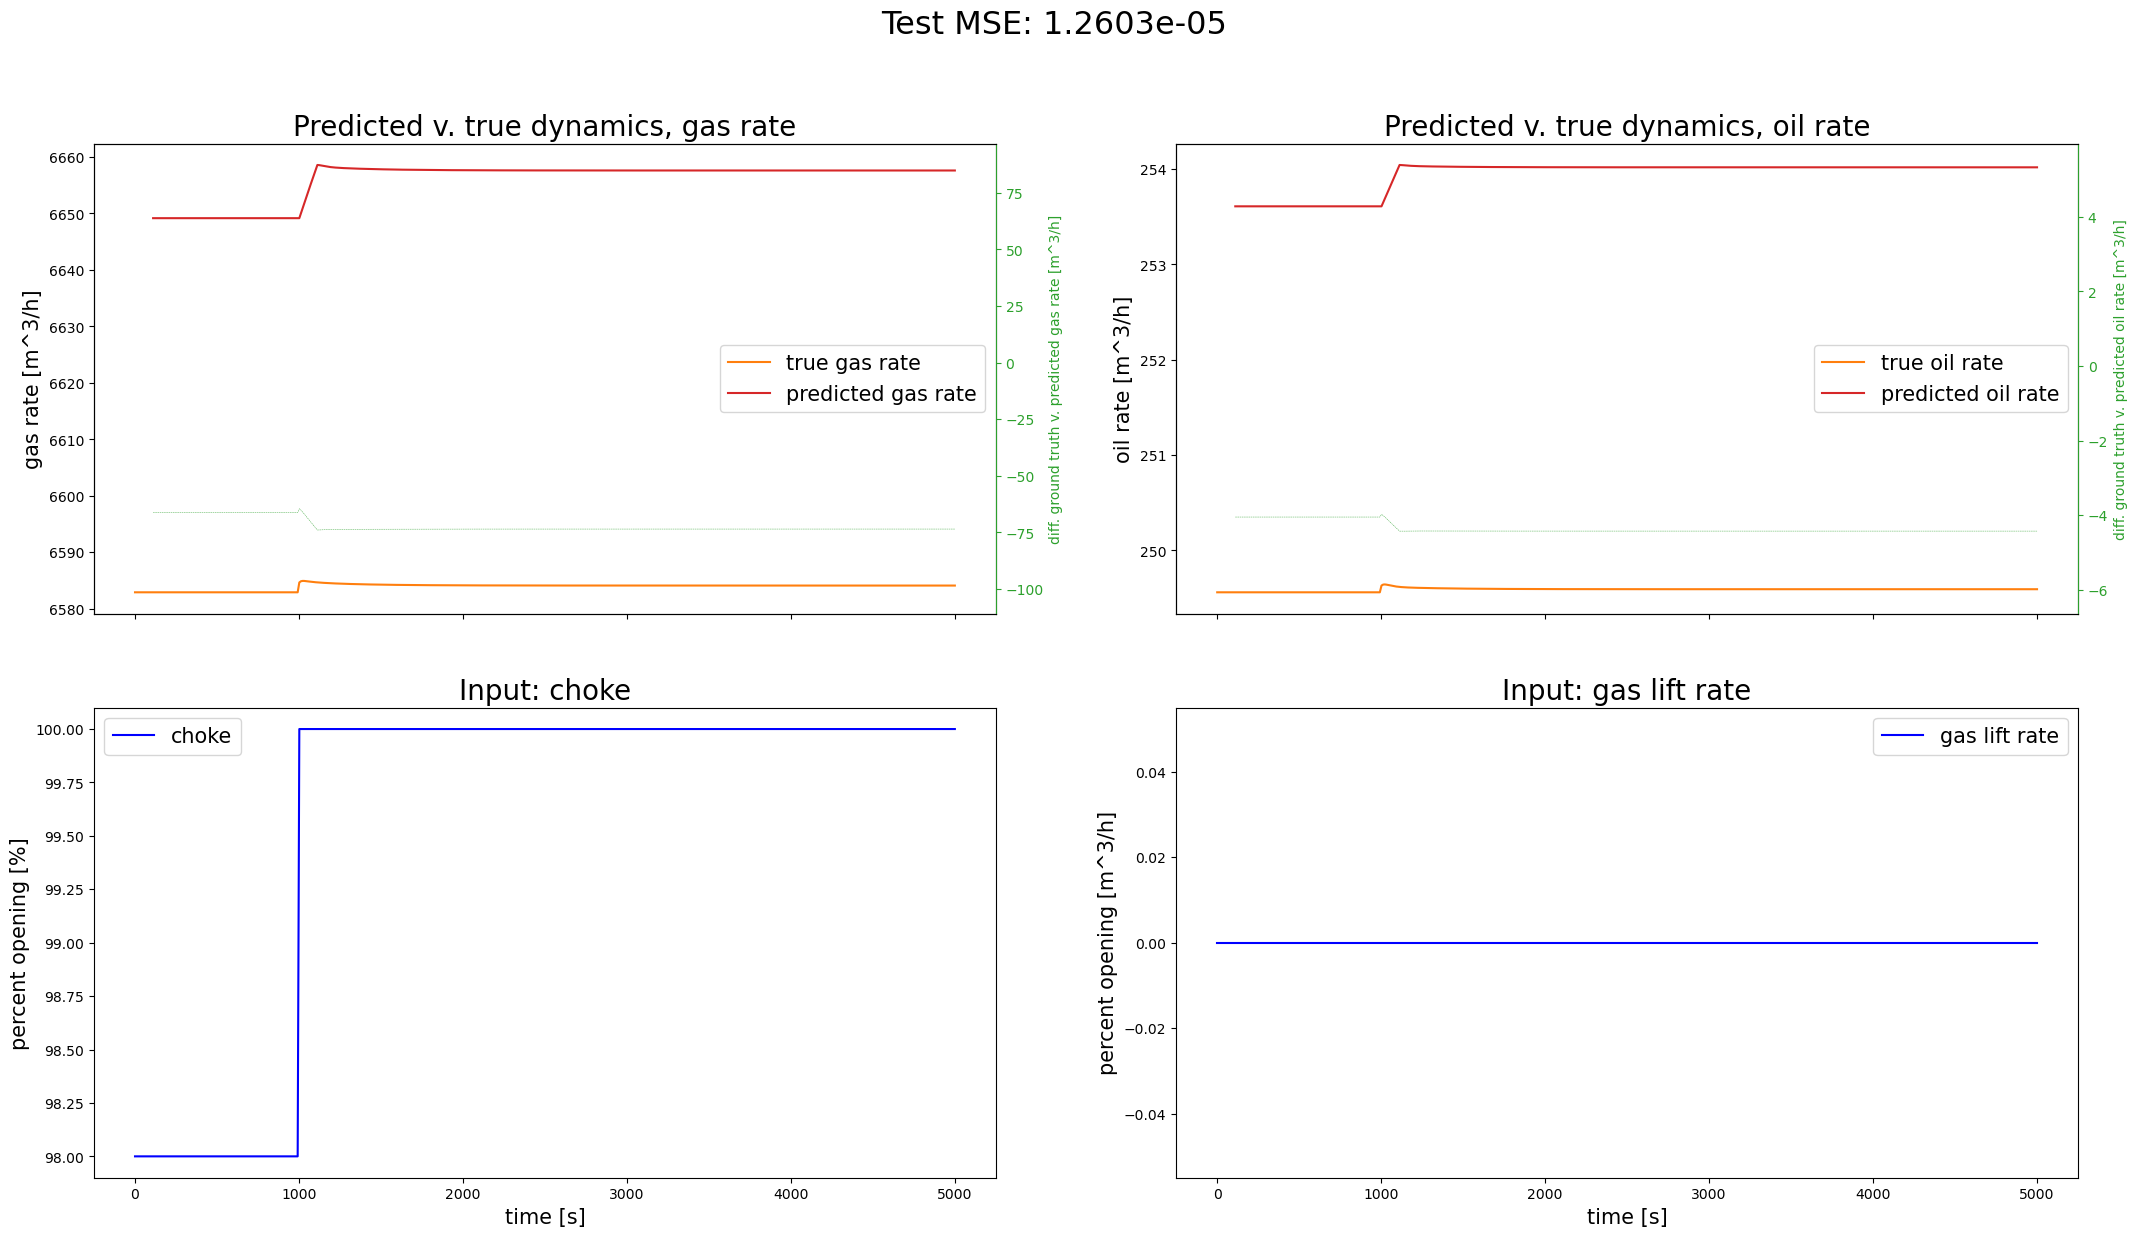 Test MSE: 1.2603e-05
Predicted v. true dynamics, gas rate
6660
6650
6640
6630
6620
6610
6600
6590
6580
gas rate [m^3/h]
true gas rate
predicted gas rate
75
50
25
0
−25
−50
−75
−100
diff. ground truth v. predicted gas rate [m^3/h]
Predicted v. true dynamics, oil rate
254
253
252
251
250
oil rate [m^3/h]
true oil rate
predicted oil rate
4
2
0
−2
−4
−6
diff. ground truth v. predicted oil rate [m^3/h]
Input: choke
choke
100.00
99.75
99.50
99.25
99.00
98.75
98.50
98.25
98.00
percent opening [%]
0 1000 2000 3000 4000 5000
time [s]
Input: gas lift rate
gas lift rate
0.04
0.02
0.00
−0.02
−0.04
percent opening [m^3/h]
0 1000 2000 3000 4000 5000
time [s]